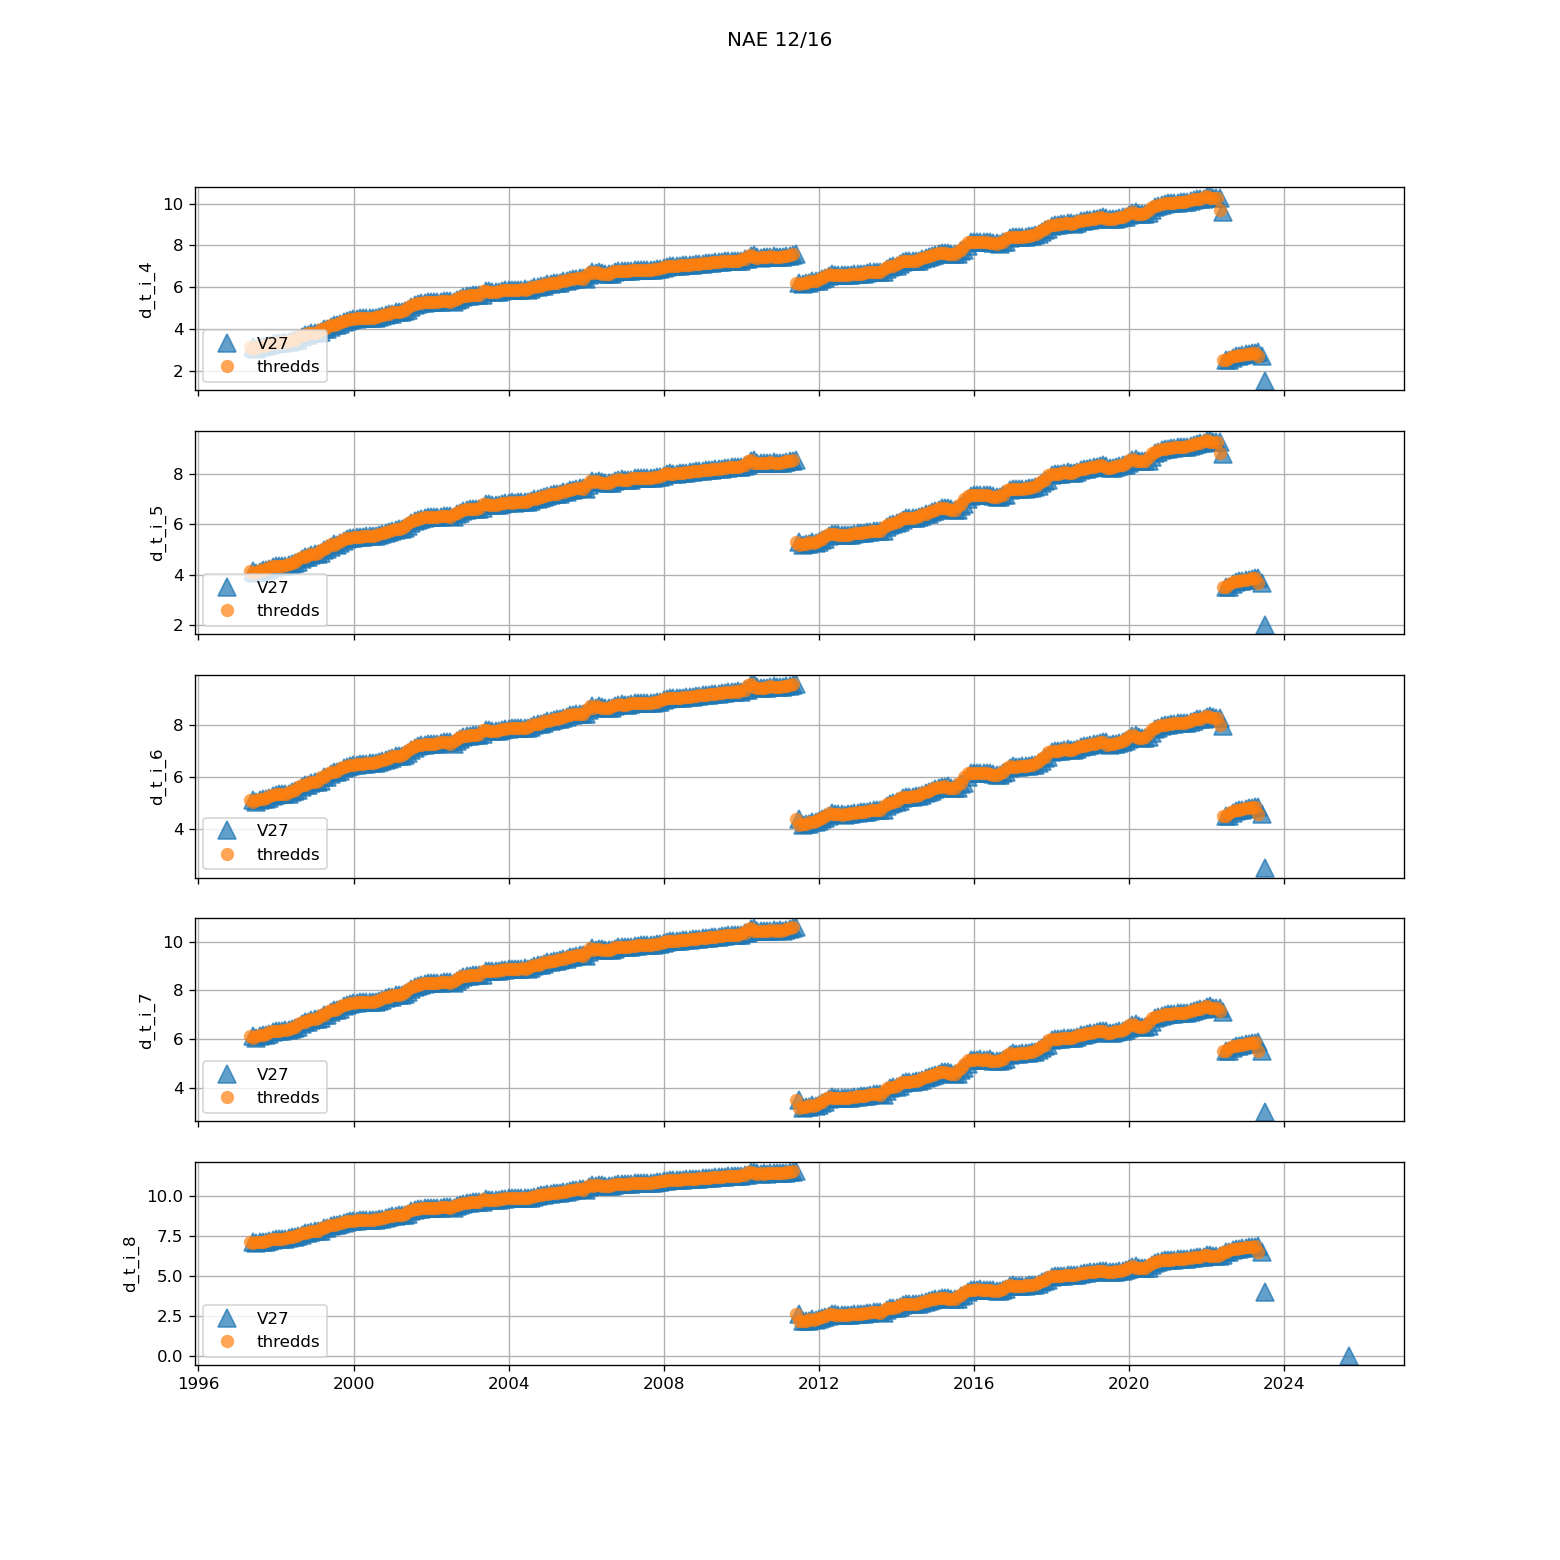 NAE 12/16
10
8
6
4
2
d_t_i_4
V27
thredds
8
6
4
2
d_t_i_5
V27
thredds
8
6
4
d_t_i_6
V27
thredds
10
8
6
4
d_t_i_7
V27
thredds
10.0
7.5
5.0
2.5
0.0
d_t_i_8
V27
thredds
1996 2000 2004 2008 2012 2016 2020 2024